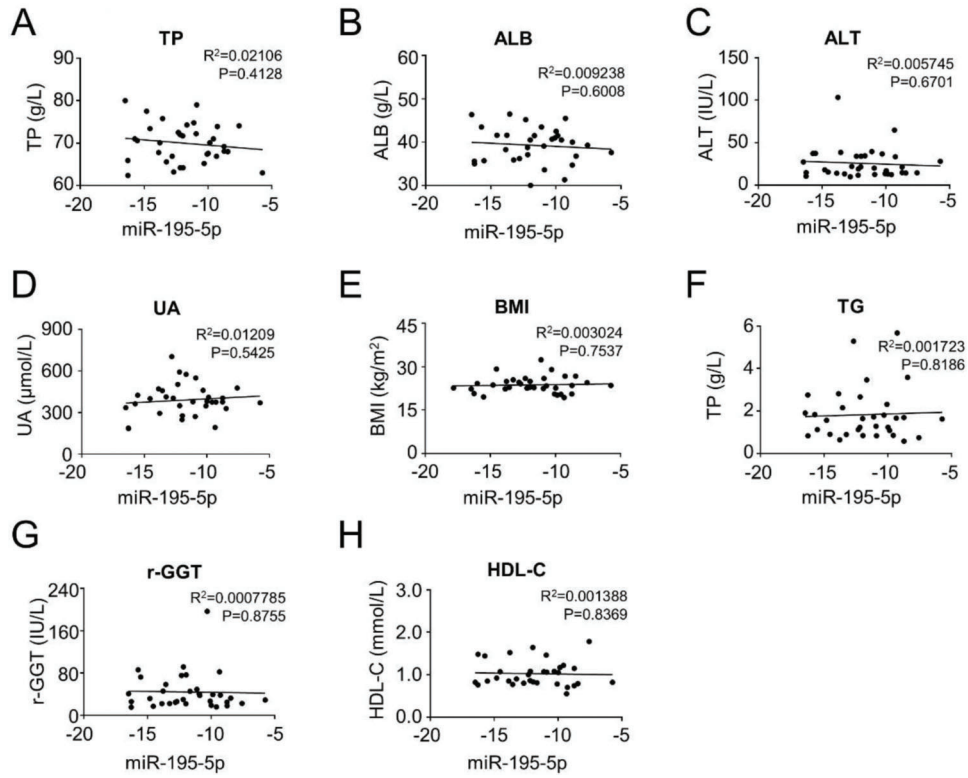 A
TP
R²=0.02106
P=0.4128
TP (g/L)
90
80
70
60
-20 -15 -10 -5
miR-195-5p
B
ALB
R²=0.009238
P=0.6008
ALB (g/L)
60
50
40
30
-20 -15 -10 -5
miR-195-5p
C
ALT
R²=0.005745
P=0.6701
ALT (IU/L)
150
100
50
0
-20 -15 -10 -5
miR-195-5p
D
UA
R²=0.01209
P=0.5425
UA (μmol/L)
900
600
300
0
-20 -15 -10 -5
miR-195-5p
E
BMI
R²=0.003024
P=0.7537
BMI (kg/m²)
45
30
15
0
-20 -15 -10 -5
miR-195-5p
F
TG
R²=0.001723
P=0.8186
TP (g/L)
6
4
2
0
-20 -15 -10 -5
miR-195-5p
G
r-GGT
R²=0.0007785
P=0.8755
r-GGT (IU/L)
240
160
80
0
-20 -15 -10 -5
miR-195-5p
H
HDL-C
R²=0.001388
P=0.8369
HDL-C (mmol/L)
3.0
2.0
1.0
0.0
-20 -15 -10 -5
miR-195-5p